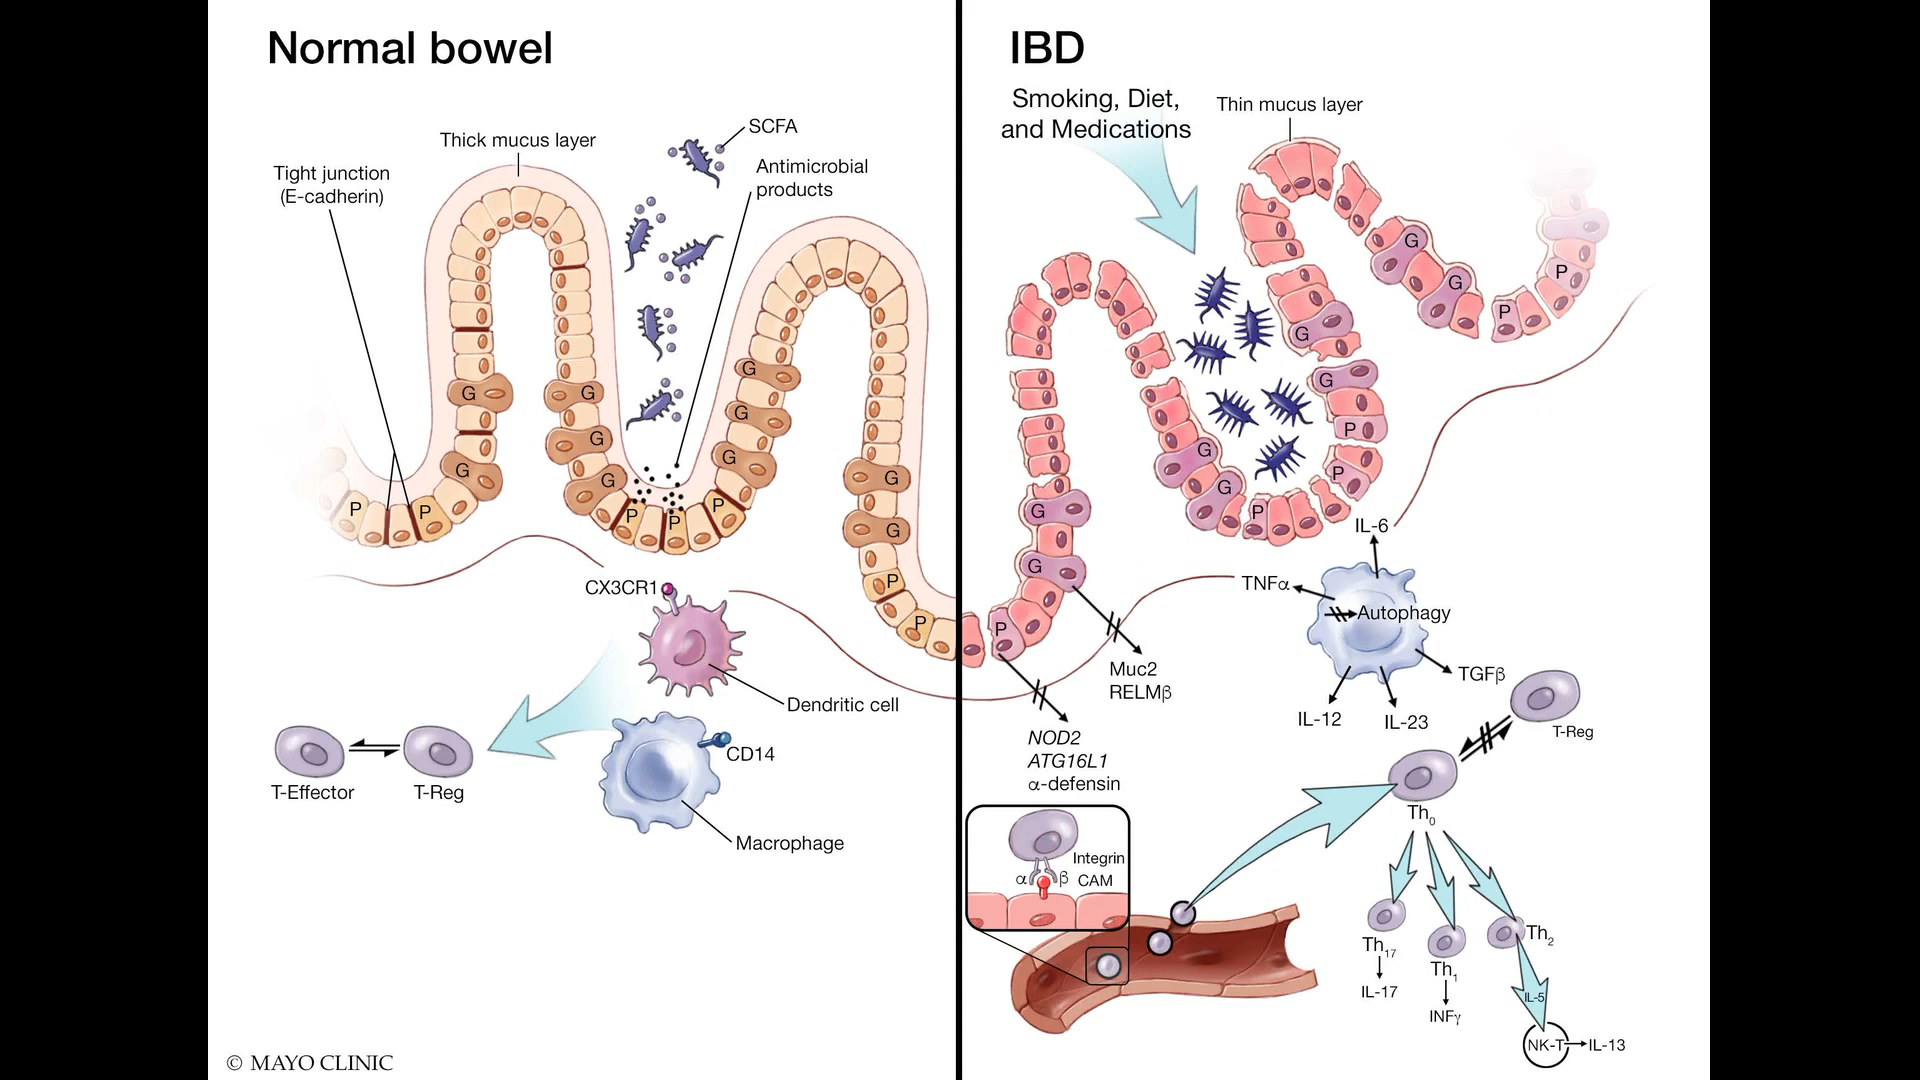 Normal bowel
SCFA
Thick mucus layer
Antimicrobial
products
Tight junction
(E-cadherin)
G
G
G
G
G
G
P
P
G
G
G
P
P
P
G
G
P
P
CX3CR1
Dendritic cell
CD14
T-Effector
T-Reg
Macrophage
© MAYO CLINIC
IBD
Smoking, Diet,
and Medications
Thin mucus layer
G
G
P
P
G
G
P
P
G
G
P
G
G
P
IL-6
TNFα
Autophagy
TGFβ
IL-12
IL-23
T-Reg
Muc2
RELMβ
NOD2
ATG16L1
α-defensin
Th0
Integrin
α
β
CAM
Th17
IL-17
Th1
INFγ
Th2
IL-5
NK-T
IL-13